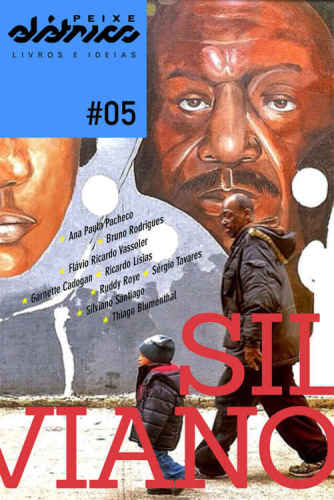 PEIXE
elétrico
LIVROS E IDEIAS
#05
Ana Paula Pacheco
Bruno Rodrigues
Flávio Ricardo Vassoler
Garnette Cadogan
Ricardo Lísias
Sérgio Tavares
Ruddy Roye
Silviano Santiago
Thiago Blumenthal
SIL
VIANO